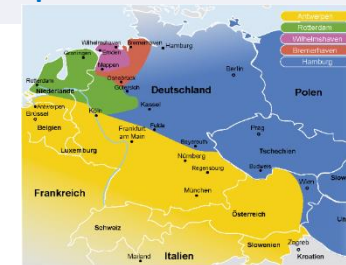 Antwerpen
Rotterdam
Wilhelmshaven
Bremerhaven
Hamburg
Wilhelmshaven
Bremerhaven
Hamburg
Groningen
Emden
Meppen
Berlin
Rotterdam
Osnabrück
Niederlande
Gütersloh
Deutschland
Polen
Antwerpen
Kassel
Brüssel
Köln
Belgien
Fulda
Frankfurt
am Main
Prag
Luxemburg
Bayreuth
Tschechien
Nürnberg
Regensburg
Budweis
Slow
Wien
Frankreich
München
Österreich
Schweiz
Slowenien
Zagreb
Mailand
Italien
Kroatien